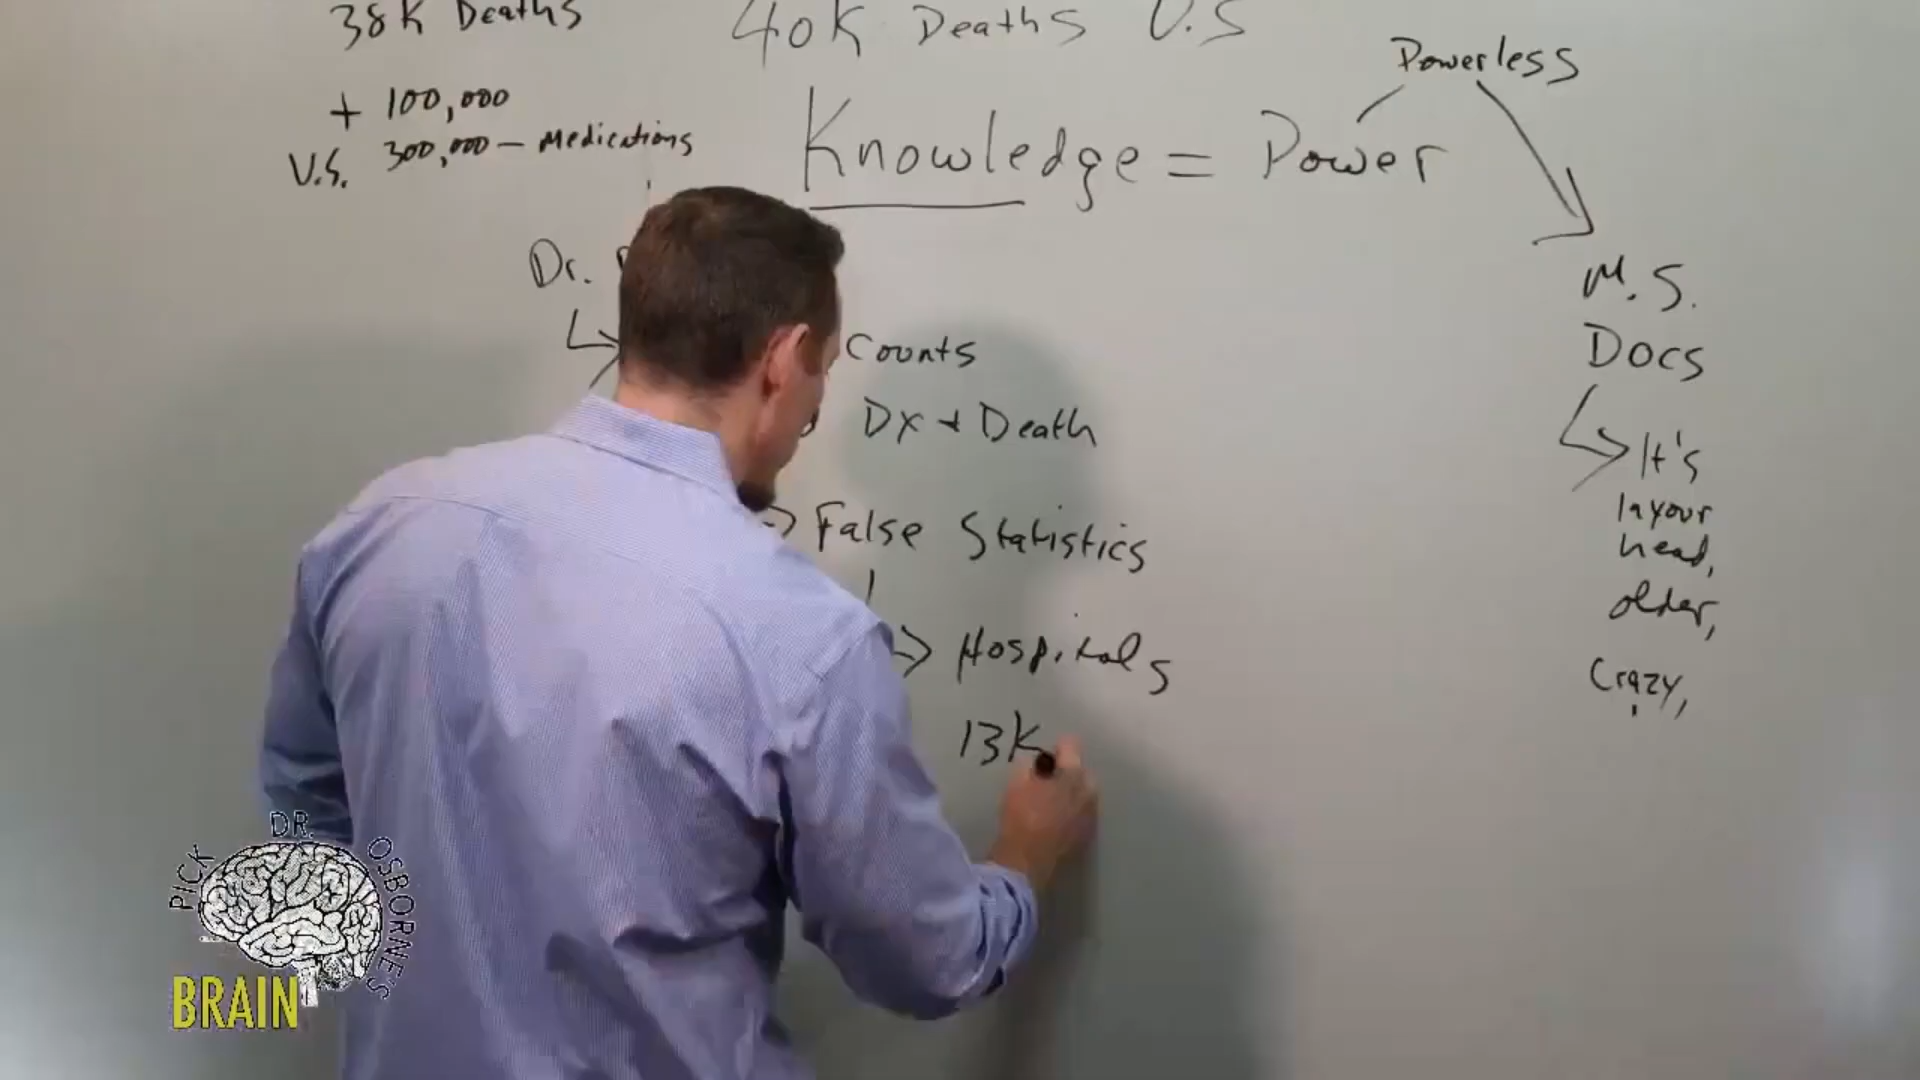 38K Deaths
40K Deaths U.S
Powerless
+ 100,000
U.S. 300,000 - Medications
Knowledge = Power
Dr.
M.S.
Docs
Counts
Dx + Death
It's
in your
head,
False Statistics
older,
Hospitals
Crazy,
13K
PICK DR. OSBORNE'S
BRAIN